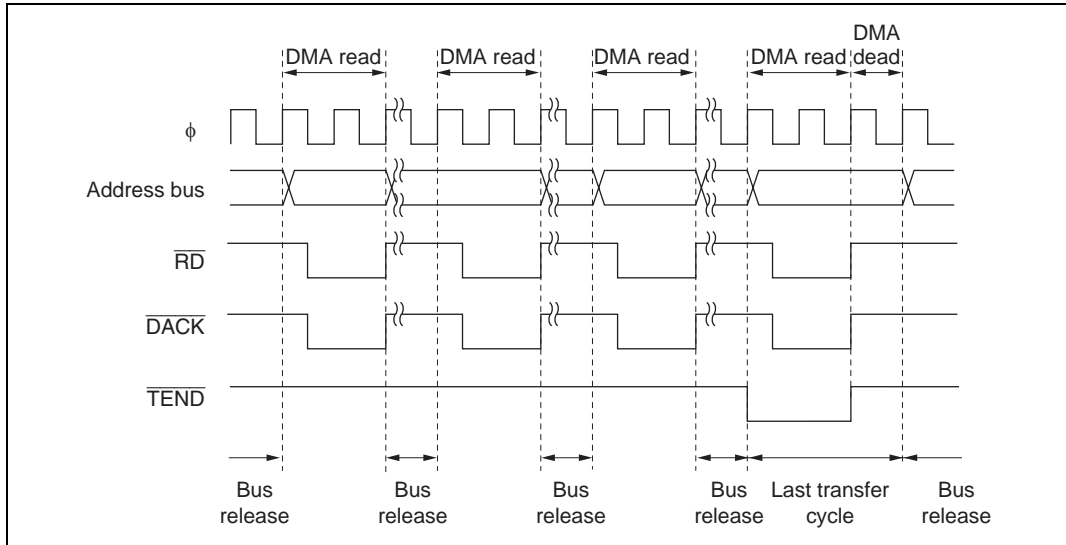 DMA
DMA read DMA read DMA read DMA read dead
ϕ
Address bus
RD
DACK
TEND
Bus Bus Bus Bus Last transfer Bus
release release release release cycle release